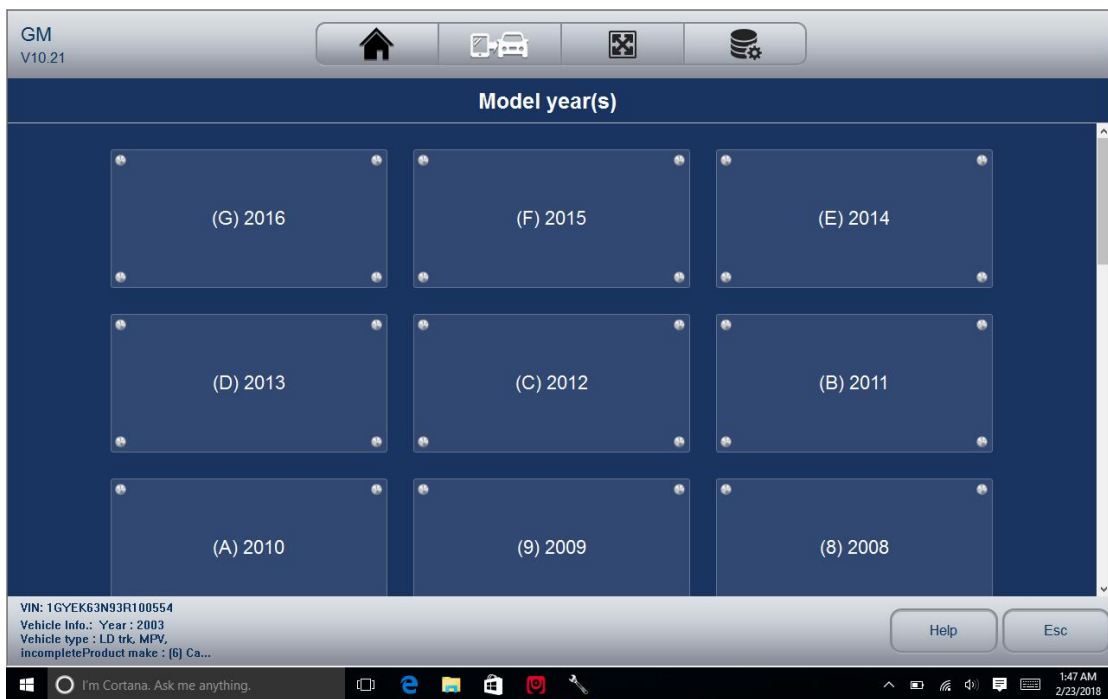 GM
V10.21
Model year(s)
(G) 2016
(F) 2015
(E) 2014
(D) 2013
(C) 2012
(B) 2011
(A) 2010
(9) 2009
(8) 2008
VIN: 1GYEK63N93R100554
Vehicle Info.: Year : 2003
Vehicle type : LD trk, MPV,
incompleteProduct make : (6) Ca...
Help
Esc
I'm Cortana. Ask me anything.
1:47 AM
2/23/2018